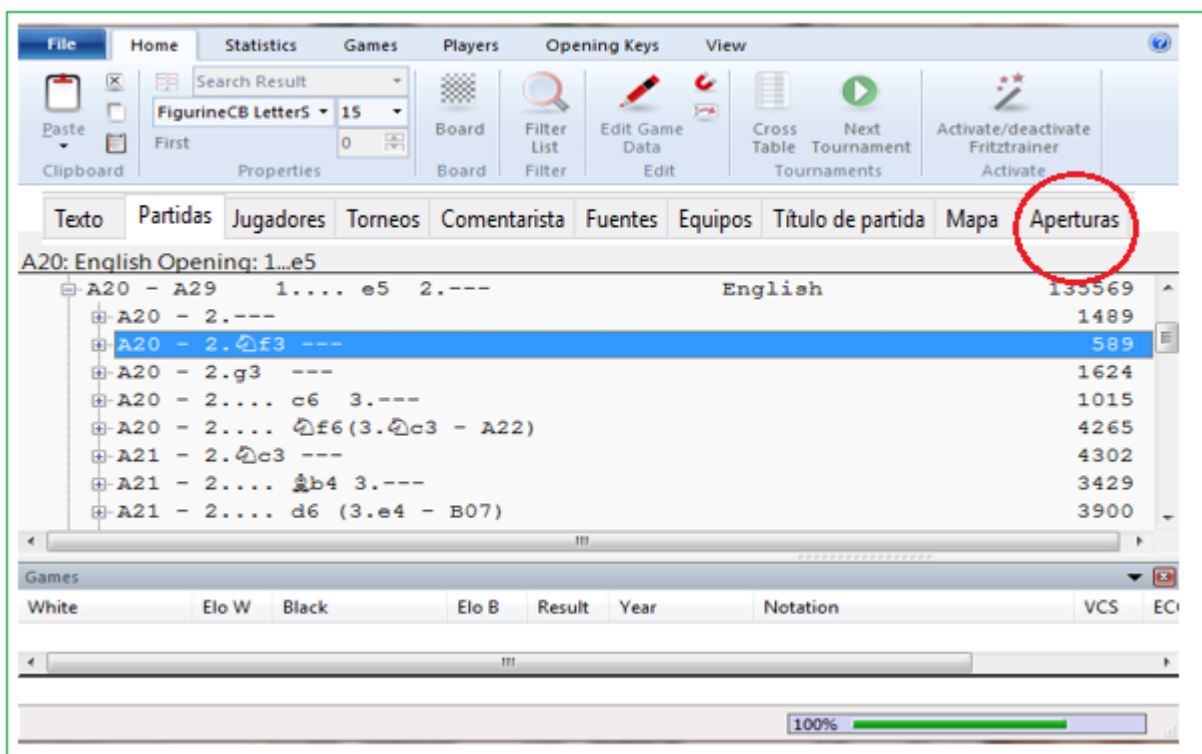 File Home Statistics Games Players Opening Keys View
Search Result
FigurineCB LetterS 15
Paste First 0 Board Filter List Edit Game Data Cross Table Next Tournament Activate/deactivate Fritztrainer
Clipboard Properties Board Filter Edit Tournaments Activate
Texto Partidas Jugadores Torneos Comentarista Fuentes Equipos Título de partida Mapa Aperturas
A20: English Opening: 1...e5
A20 - A29 1.... e5 2.--- English 135569
A20 - 2.--- 1489
A20 - 2.♘f3 --- 589
A20 - 2.g3 --- 1624
A20 - 2.... c6 3.--- 1015
A20 - 2.... ♘f6(3.♘c3 - A22) 4265
A21 - 2.♘c3 --- 4302
A21 - 2.... ♗b4 3.--- 3429
A21 - 2.... d6 (3.e4 - B07) 3900
Games
White Elo W Black Elo B Result Year Notation VCS
100%